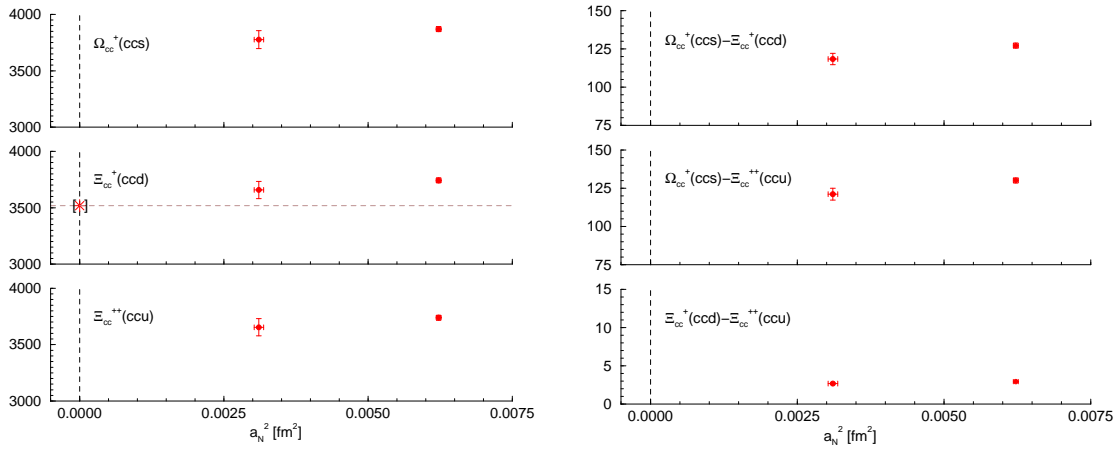 4000
Ω_cc^+(ccs)
3500
3000
4000
Ξ_cc^+(ccd)
3500
[ ]
3000
4000
Ξ_cc^++(ccu)
3500
3000
0.0000 0.0025 0.0050 0.0075
a_N^2 [fm^2]
150
Ω_cc^+(ccs)−Ξ_cc^+(ccd)
125
100
75
150
Ω_cc^+(ccs)−Ξ_cc^++(ccu)
125
100
75
15
Ξ_cc^+(ccd)−Ξ_cc^++(ccu)
10
5
0
0.0000 0.0025 0.0050 0.0075
a_N^2 [fm^2]